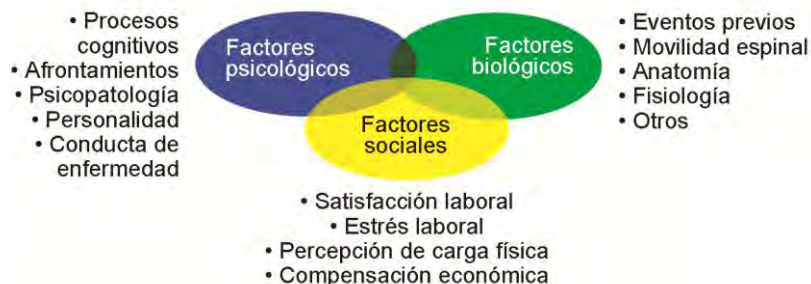 • Procesos
cognitivos
• Afrontamientos
• Psicopatología
• Personalidad
• Conducta de
enfermedad
Factores
psicológicos
Factores
biológicos
• Eventos previos
• Movilidad espinal
• Anatomía
• Fisiología
• Otros
Factores
sociales
• Satisfacción laboral
• Estrés laboral
• Percepción de carga física
• Compensación económica